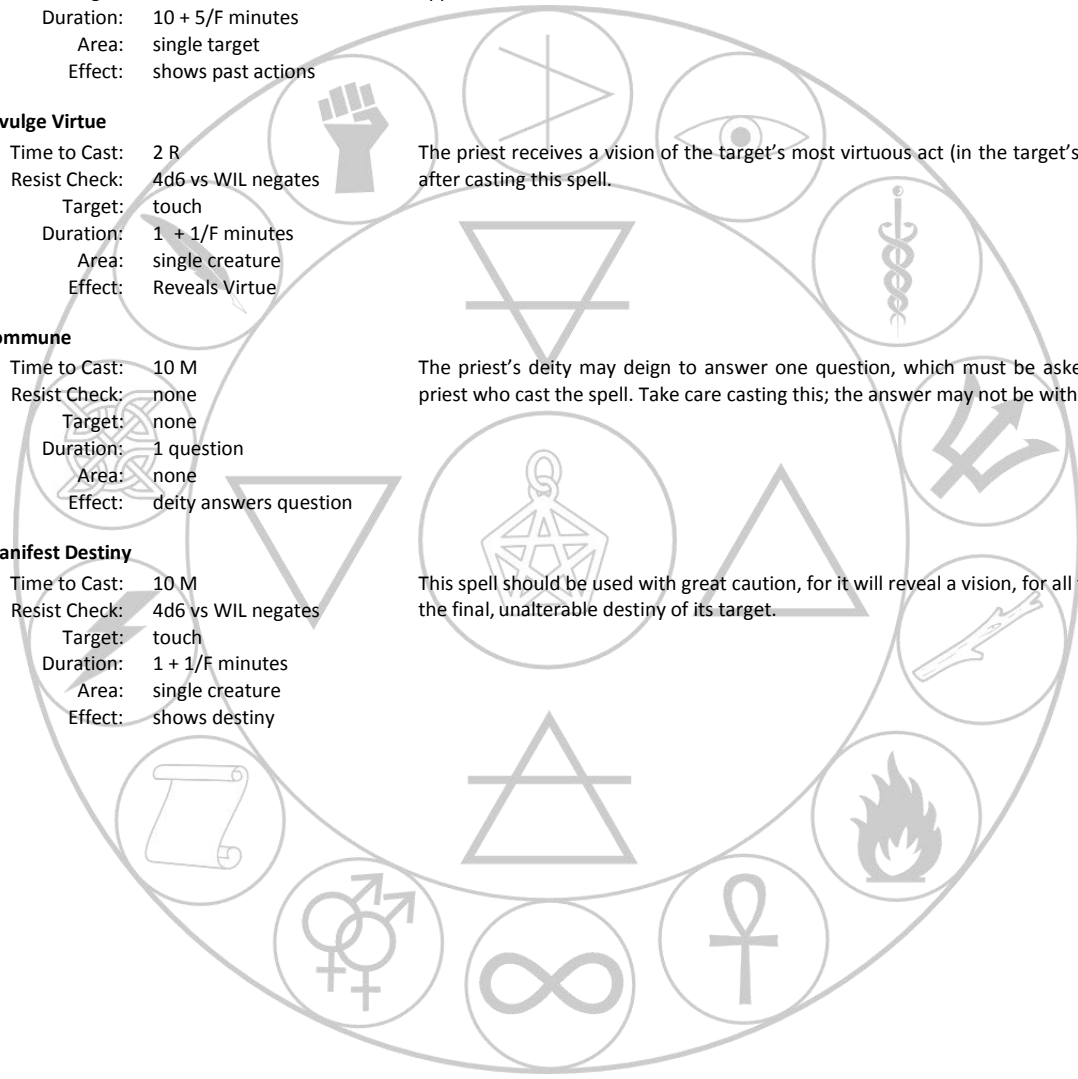 Duration: 10 + 5/F minutes
Area: single target
Effect: shows past actions
vulge Virtue
Time to Cast: 2 R
Resist Check: 4d6 vs WIL negates
Target: touch
Duration: 1 + 1/F minutes
Area: single creature
Effect: Reveals Virtue
The priest receives a vision of the target’s most virtuous act (in the target’s
after casting this spell.
ommune
Time to Cast: 10 M
Resist Check: none
Target: none
Duration: 1 question
Area: none
Effect: deity answers question
The priest’s deity may deign to answer one question, which must be aske
priest who cast the spell. Take care casting this; the answer may not be with
anifest Destiny
Time to Cast: 10 M
Resist Check: 4d6 vs WIL negates
Target: touch
Duration: 1 + 1/F minutes
Area: single creature
Effect: shows destiny
This spell should be used with great caution, for it will reveal a vision, for all
the final, unalterable destiny of its target.